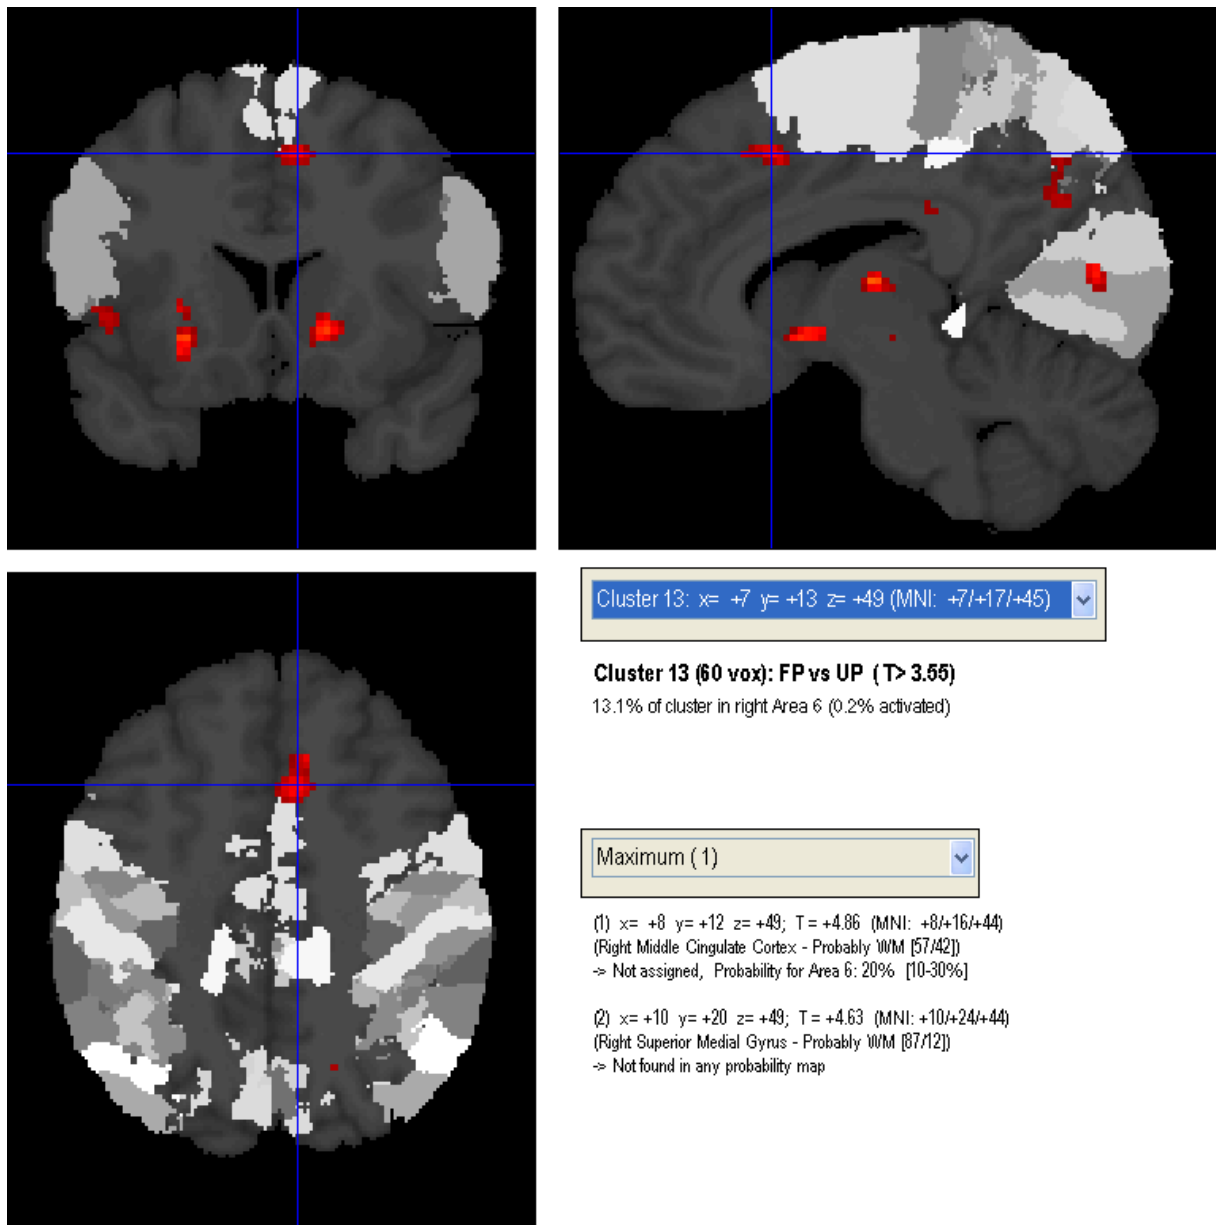 Cluster 13: x= +7 y= +13 z= +49 (MNI: +7/+17/+45)
Cluster 13 (60 vox): FP vs UP ( T> 3.55)
13.1% of cluster in right Area 6 (0.2% activated)
Maximum ( 1)
(1) x= +8 y= +12 z= +49; T = +4.86 (MNI: +8/+16/+44)
(Right Middle Cingulate Cortex - Probably WM [57/42])
-> Not assigned, Probability for Area 6: 20% [10-30%]
(2) x= +10 y= +20 z= +49; T = +4.63 (MNI: +10/+24/+44)
(Right Superior Medial Gyrus - Probably WM [87/12])
-> Not found in any probability map